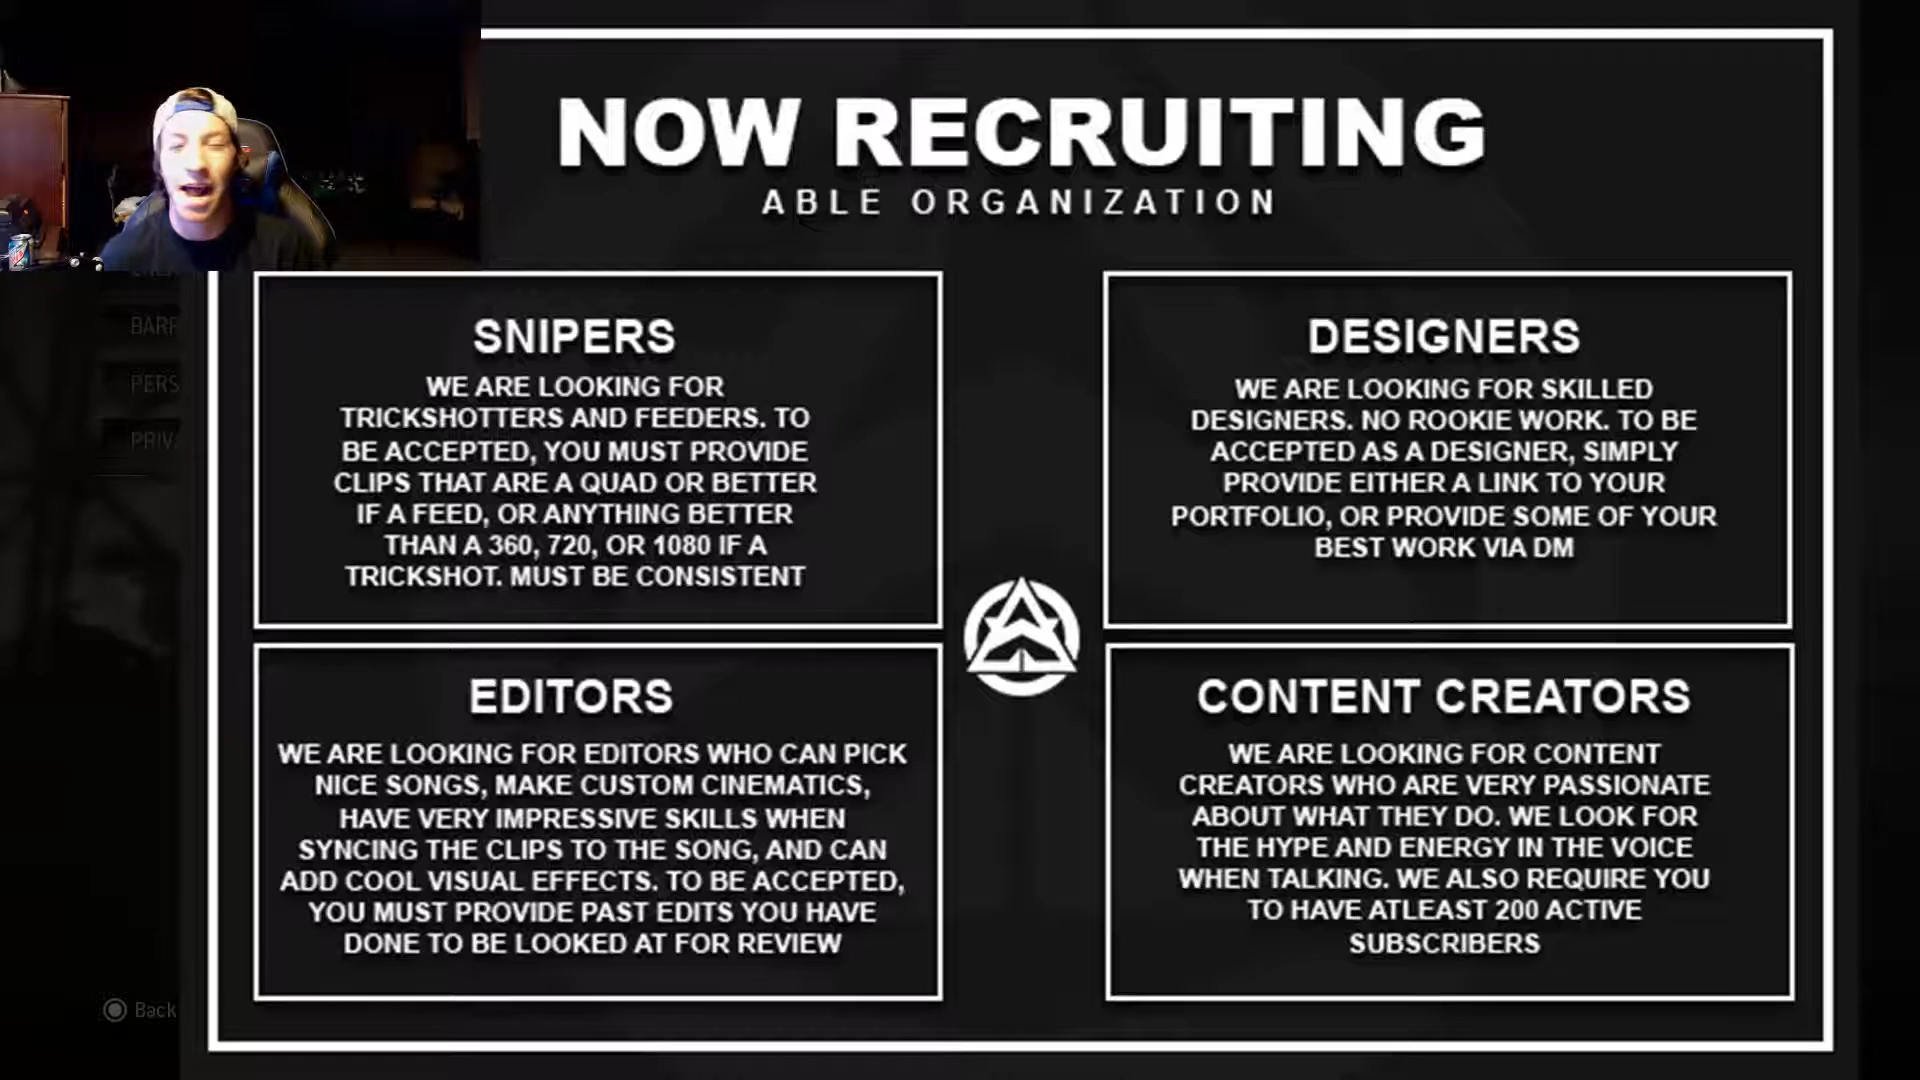 NOW RECRUITING
ABLE ORGANIZATION
SNIPERS
WE ARE LOOKING FOR
TRICKSHOTTERS AND FEEDERS. TO
BE ACCEPTED, YOU MUST PROVIDE
CLIPS THAT ARE A QUAD OR BETTER
IF A FEED, OR ANYTHING BETTER
THAN A 360, 720, OR 1080 IF A
TRICKSHOT. MUST BE CONSISTENT
DESIGNERS
WE ARE LOOKING FOR SKILLED
DESIGNERS. NO ROOKIE WORK. TO BE
ACCEPTED AS A DESIGNER, SIMPLY
PROVIDE EITHER A LINK TO YOUR
PORTFOLIO, OR PROVIDE SOME OF YOUR
BEST WORK VIA DM
EDITORS
WE ARE LOOKING FOR EDITORS WHO CAN PICK
NICE SONGS, MAKE CUSTOM CINEMATICS,
HAVE VERY IMPRESSIVE SKILLS WHEN
SYNCING THE CLIPS TO THE SONG, AND CAN
ADD COOL VISUAL EFFECTS. TO BE ACCEPTED,
YOU MUST PROVIDE PAST EDITS YOU HAVE
DONE TO BE LOOKED AT FOR REVIEW
CONTENT CREATORS
WE ARE LOOKING FOR CONTENT
CREATORS WHO ARE VERY PASSIONATE
ABOUT WHAT THEY DO. WE LOOK FOR
THE HYPE AND ENERGY IN THE VOICE
WHEN TALKING. WE ALSO REQUIRE YOU
TO HAVE ATLEAST 200 ACTIVE
SUBSCRIBERS
BARR
PERS
PRIV
Back